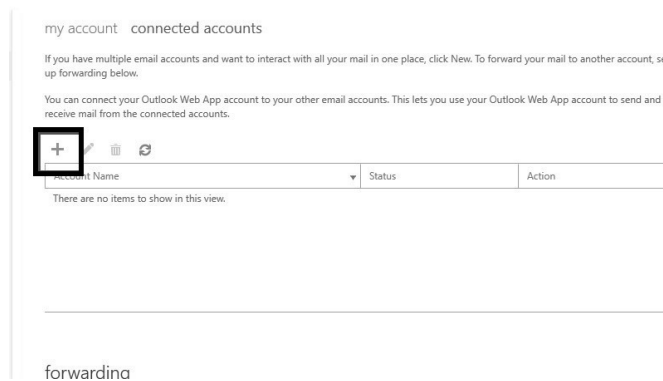 my account connected accounts
If you have multiple email accounts and want to interact with all your mail in one place, click New. To forward your mail to another account,
up forwarding below.
You can connect your Outlook Web App account to your other email accounts. This lets you use your Outlook Web App account to send and
receive mail from the connected accounts.
Account Name Status Action
There are no items to show in this view.
forwarding